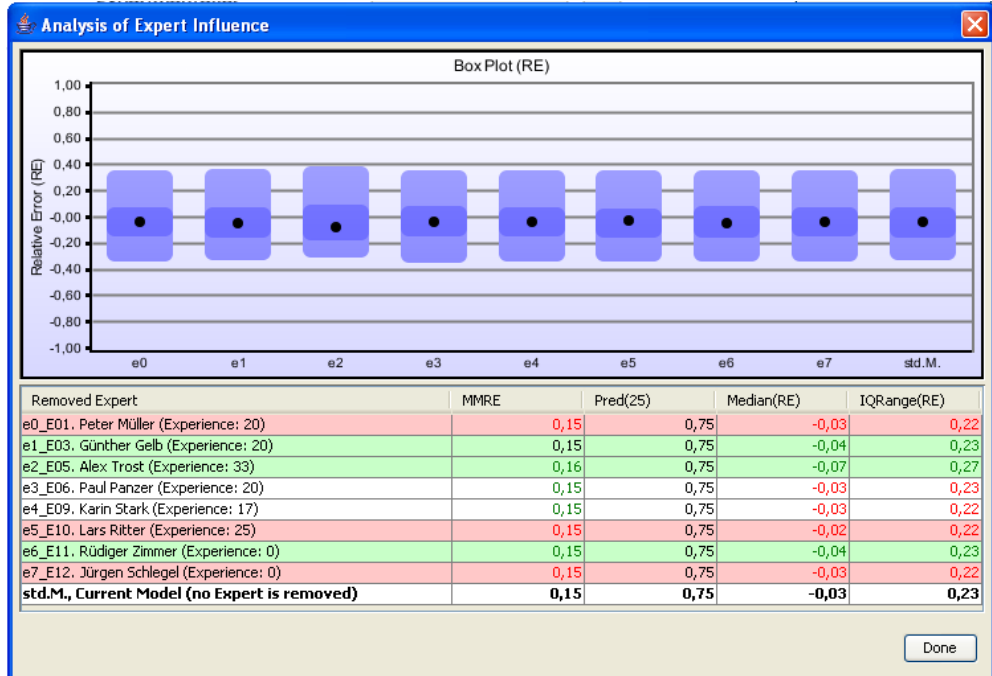 Analysis of Expert Influence
Box Plot (RE)
Relative Error (RE)
1,00
0,80
0,60
0,40
0,20
-0,00
-0,20
-0,40
-0,60
-0,80
-1,00
e0 e1 e2 e3 e4 e5 e6 e7 std.M.
Removed Expert MMRE Pred(25) Median(RE) IQRange(RE)
e0_E01. Peter Müller (Experience: 20) 0,15 0,75 -0,03 0,22
e1_E03. Günther Gelb (Experience: 20) 0,15 0,75 -0,04 0,23
e2_E05. Alex Trost (Experience: 33) 0,16 0,75 -0,07 0,27
e3_E06. Paul Panzer (Experience: 20) 0,15 0,75 -0,03 0,23
e4_E09. Karin Stark (Experience: 17) 0,15 0,75 -0,03 0,22
e5_E10. Lars Ritter (Experience: 25) 0,15 0,75 -0,02 0,22
e6_E11. Rüdiger Zimmer (Experience: 0) 0,15 0,75 -0,04 0,23
e7_E12. Jürgen Schlegel (Experience: 0) 0,15 0,75 -0,03 0,22
std.M., Current Model (no Expert is removed) 0,15 0,75 -0,03 0,23
Done